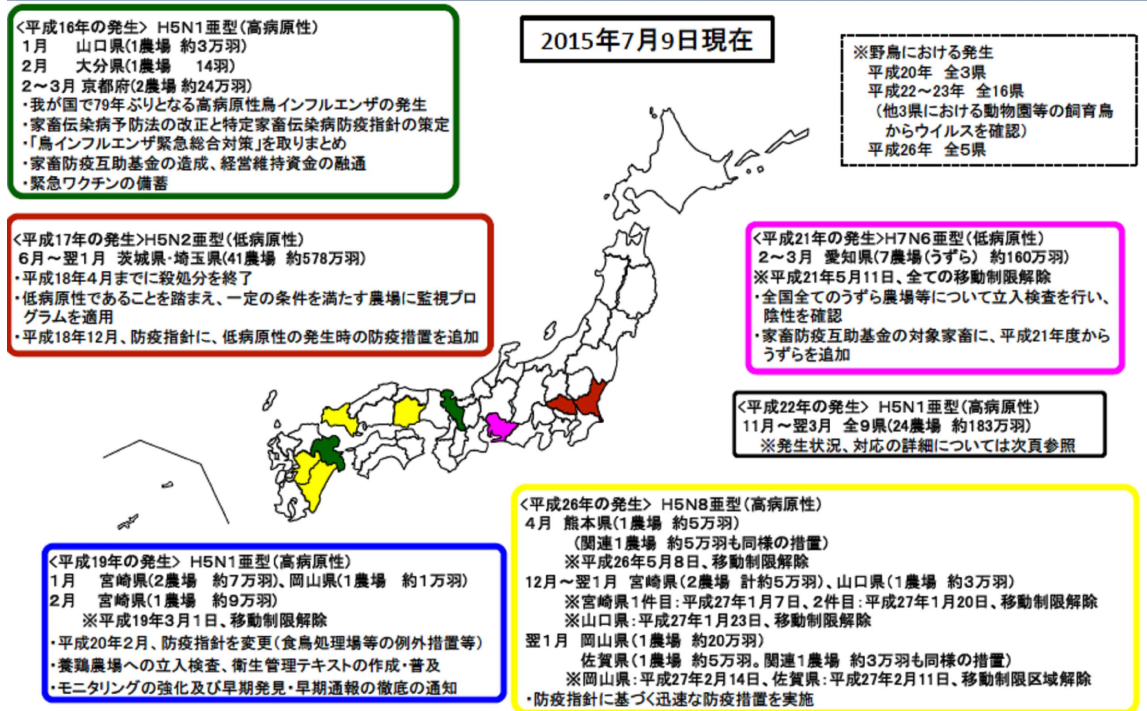 <平成16年の発生> H5N1亜型(高病原性)
1月 山口県(1農場 約3万羽)
2月 大分県(1農場 14羽)
2～3月 京都府(2農場 約24万羽)
・我が国で79年ぶりとなる高病原性鳥インフルエンザの発生
・家畜伝染病予防法の改正と特定家畜伝染病防疫指針の策定
・「鳥インフルエンザ緊急総合対策」を取りまとめ
・家畜防疫互助基金の造成、経営維持資金の融通
・緊急ワクチンの備蓄
2015年7月9日現在
※野鳥における発生
平成20年 全3県
平成22～23年 全16県
(他3県における動物園等の飼育鳥
からウイルスを確認)
平成26年 全5県
<平成17年の発生>H5N2亜型(低病原性)
6月～翌1月 茨城県・埼玉県(41農場 約578万羽)
・平成18年4月までに殺処分を終了
・低病原性であることを踏まえ、一定の条件を満たす農場に監視プロ
グラムを適用
・平成18年12月、防疫指針に、低病原性の発生時の防疫措置を追加
<平成21年の発生>H7N6亜型(低病原性)
2～3月 愛知県(7農場(うずら) 約160万羽)
※平成21年5月11日、全ての移動制限解除
・全国全てのうずら農場等について立入検査を行い、
陰性を確認
・家畜防疫互助基金の対象家畜に、平成21年度から
うずらを追加
<平成22年の発生> H5N1亜型(高病原性)
11月～翌3月 全9県(24農場 約183万羽)
※発生状況、対応の詳細については次頁参照
<平成19年の発生> H5N1亜型(高病原性)
1月 宮崎県(2農場 約7万羽)、岡山県(1農場 約1万羽)
2月 宮崎県(1農場 約9万羽)
※平成19年3月1日、移動制限解除
・平成20年2月、防疫指針を変更(食鳥処理場等の例外措置等)
・養鶏農場への立入検査、衛生管理テキストの作成・普及
・モニタリングの強化及び早期発見・早期通報の徹底の通知
<平成26年の発生> H5N8亜型(高病原性)
4月 熊本県(1農場 約5万羽)
(関連1農場 約5万羽も同様の措置)
※平成26年5月8日、移動制限解除
12月～翌1月 宮崎県(2農場 計約5万羽)、山口県(1農場 約3万羽)
※宮崎県1件目:平成27年1月7日、2件目:平成27年1月20日、移動制限解除
※山口県:平成27年1月23日、移動制限解除
翌1月 岡山県(1農場 約20万羽)
佐賀県(1農場 約5万羽。関連1農場 約3万羽も同様の措置)
※岡山県:平成27年2月14日、佐賀県:平成27年2月11日、移動制限区域解除
・防疫指針に基づく迅速な防疫措置を実施